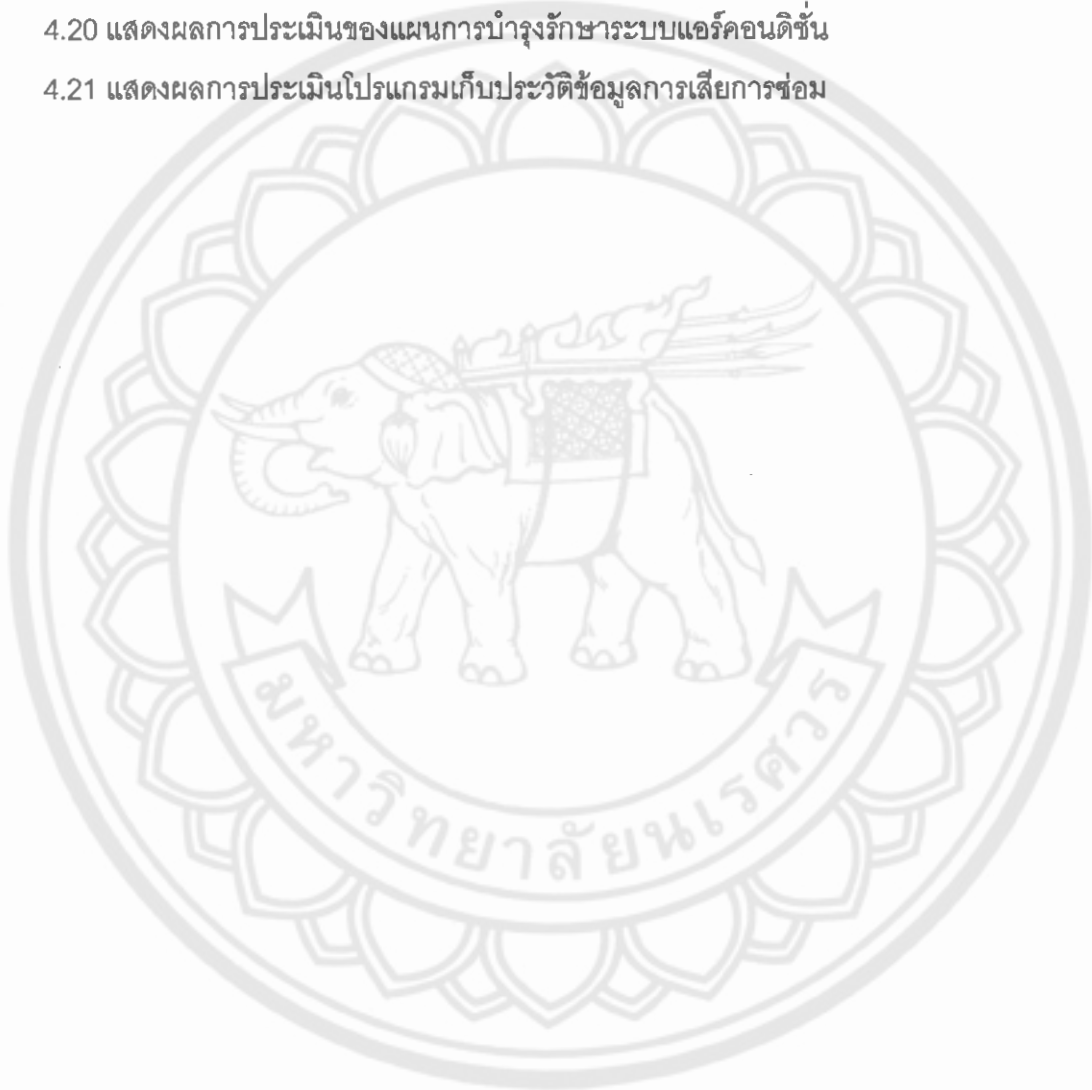 4.20 แสดงผลการประเมินของแผนการบำรุงรักษาระบบแอร์คอนดิชั่น
4.21 แสดงผลการประเมินโปรแกรมเก็บประวัติข้อมูลการเสียการซ่อม
มหาวิทยาลัยนเรศวร